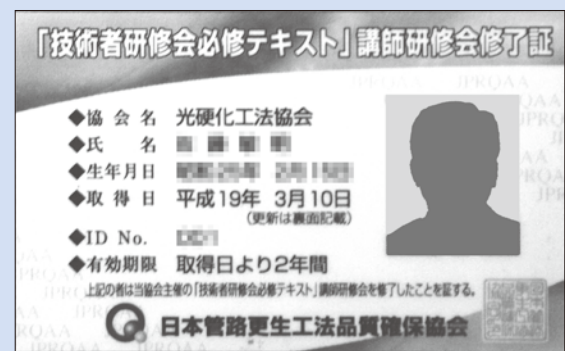 「技術者研修会必修テキスト」講師研修会修了証
◆協会名 光硬化工法協会
◆氏名
◆生年月日
◆取得日 平成19年 3月10日
(更新は裏面記載)
◆ID No.
◆有効期限 取得日より2年間
上記の者は当協会主催の「技術者研修会必修テキスト」講師研修会を修了したことを証する。
日本管路更生工法品質確保協会